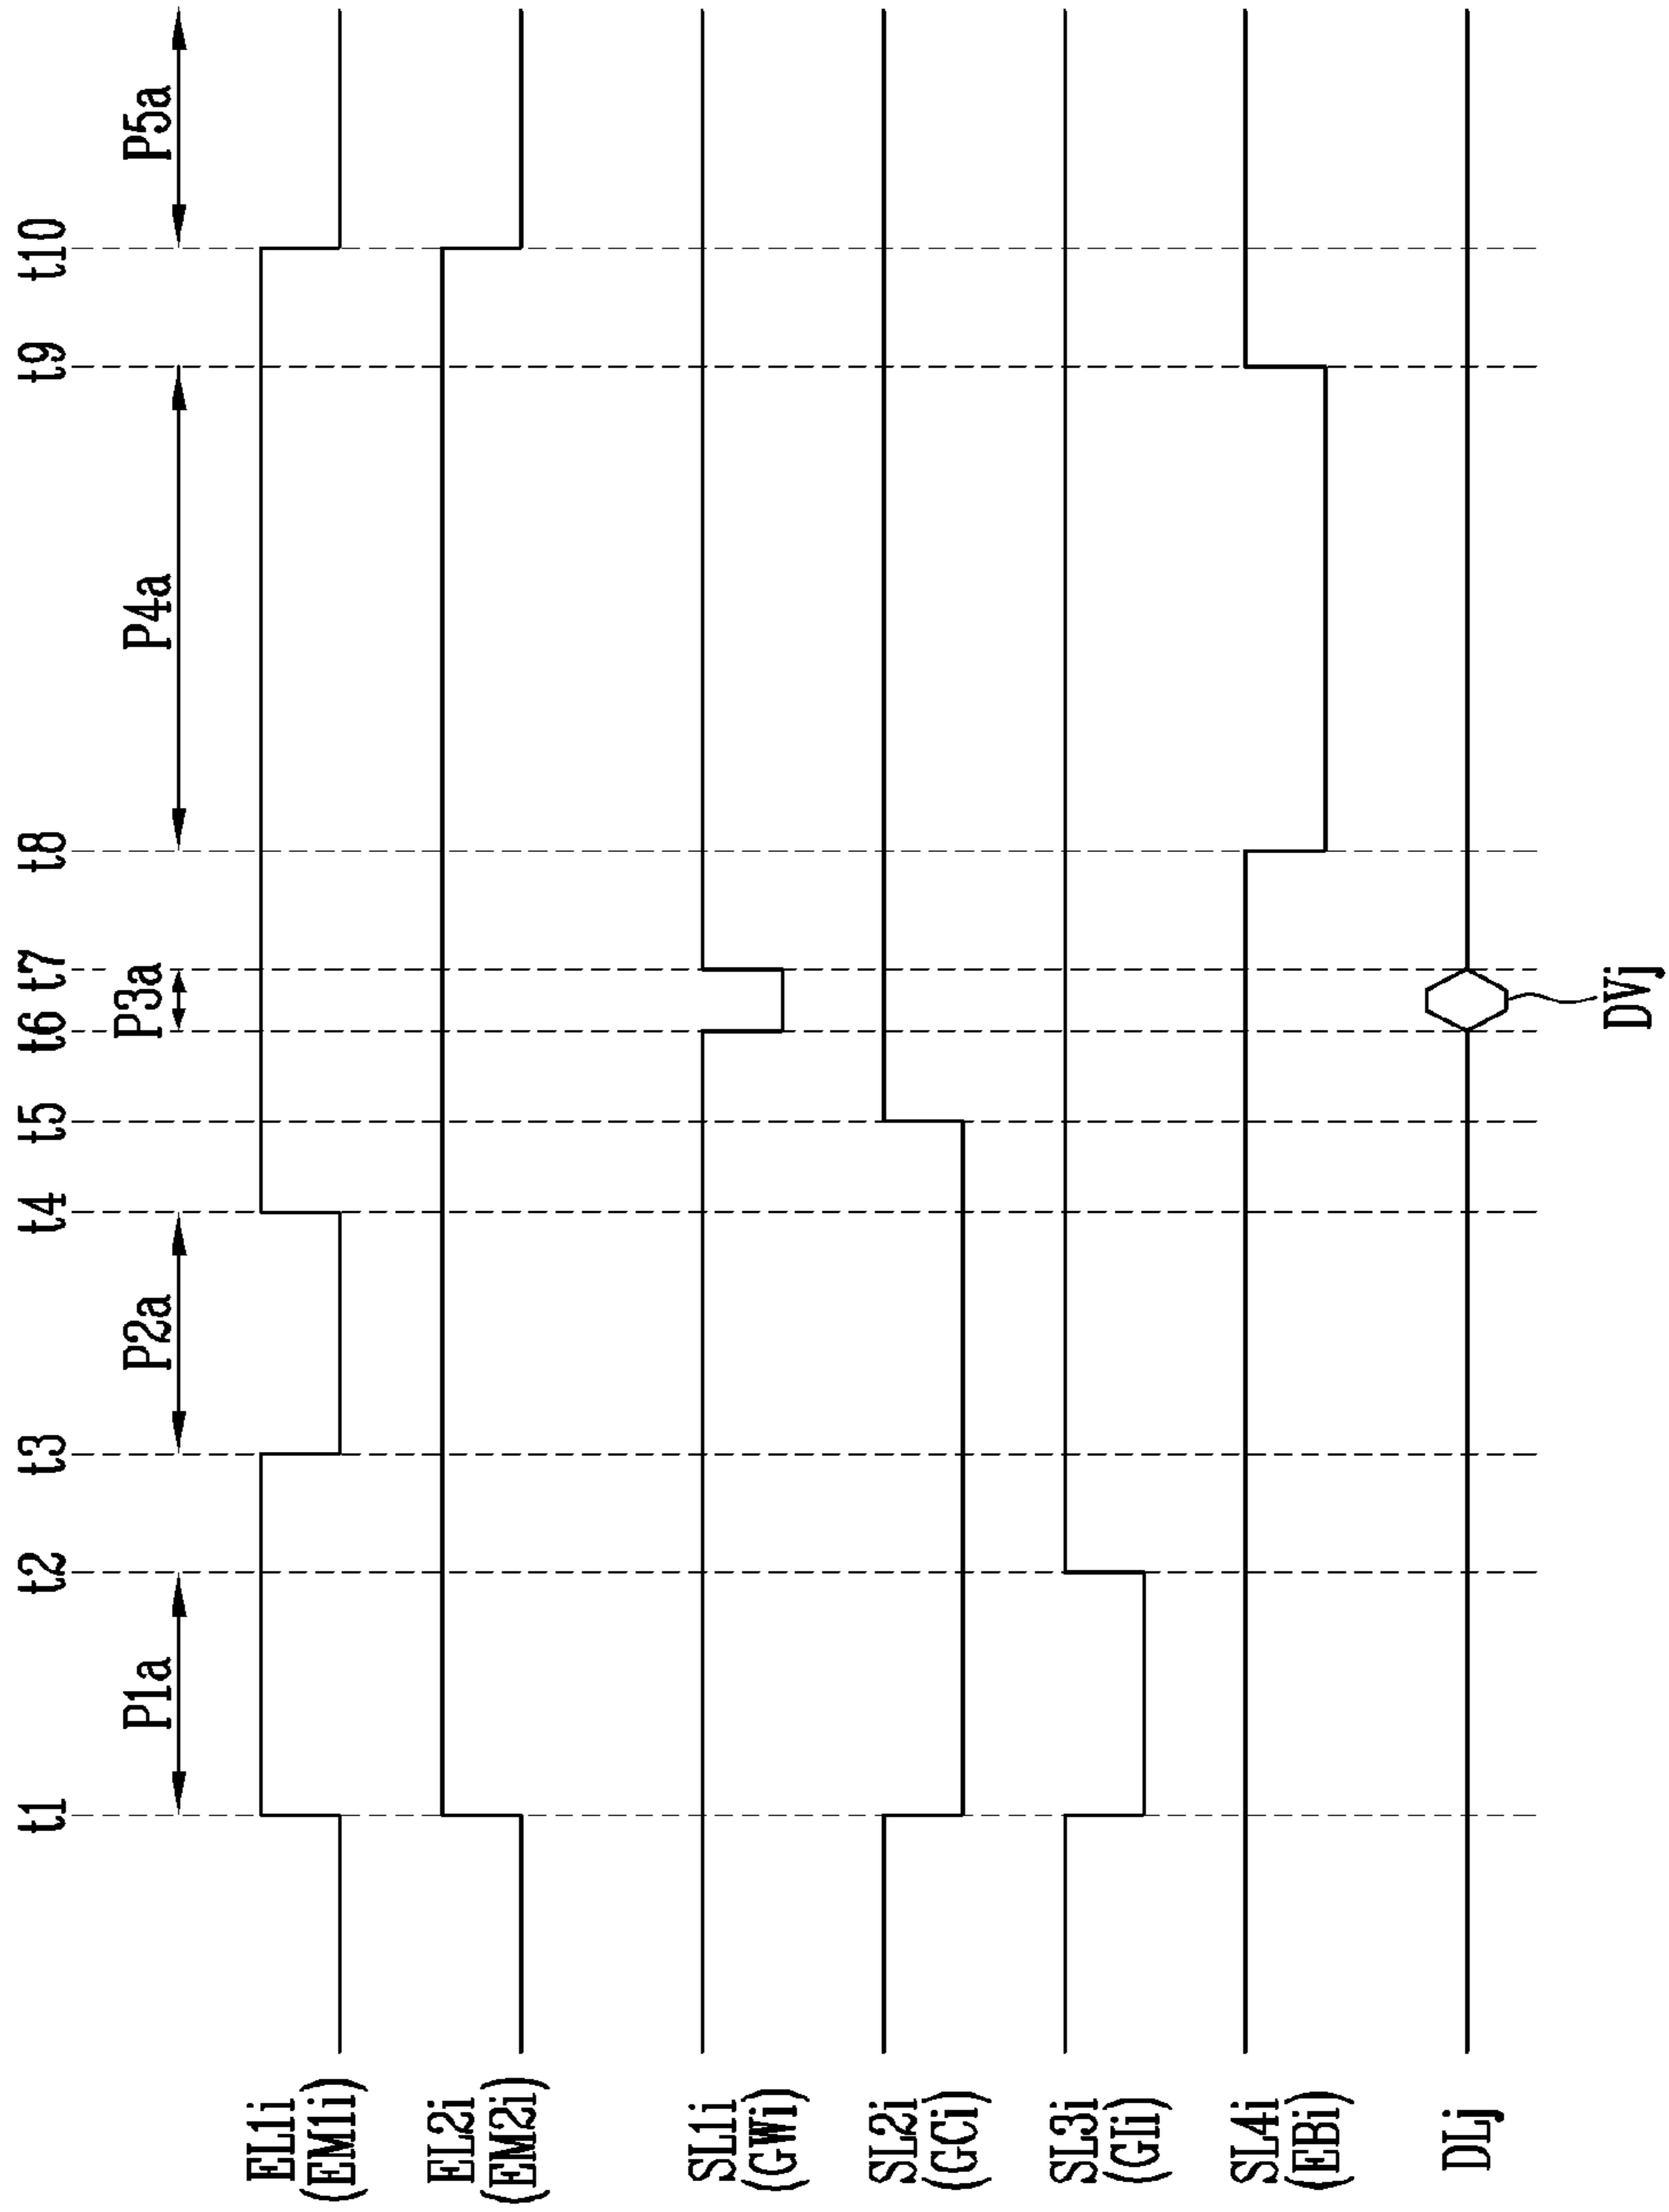 t1 t2 t3 t4 t5 t6 t7 t8 t9 t10
P1a P2a P3a P4a P5a
EL1i
(EM1i)
EL2i
(EM2i)
SL1i
(GWi)
SL2i
(GCi)
SL3i
(GIi)
SL4i
(EBi)
DLj
DVj